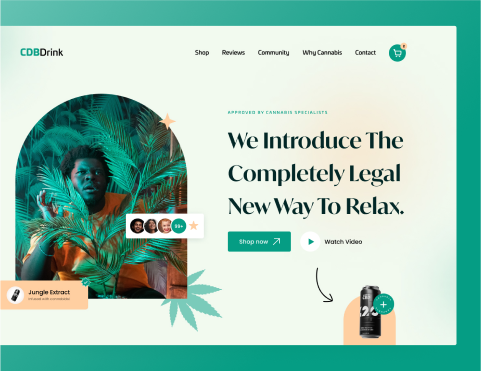 CDBDrink
Shop
Reviews
Community
Why Cannabis
Contact
APPROVED BY CANNABIS SPECIALISTS
We Introduce The
Completely Legal
New Way To Relax.
99+
Shop now
Watch Video
Jungle Extract